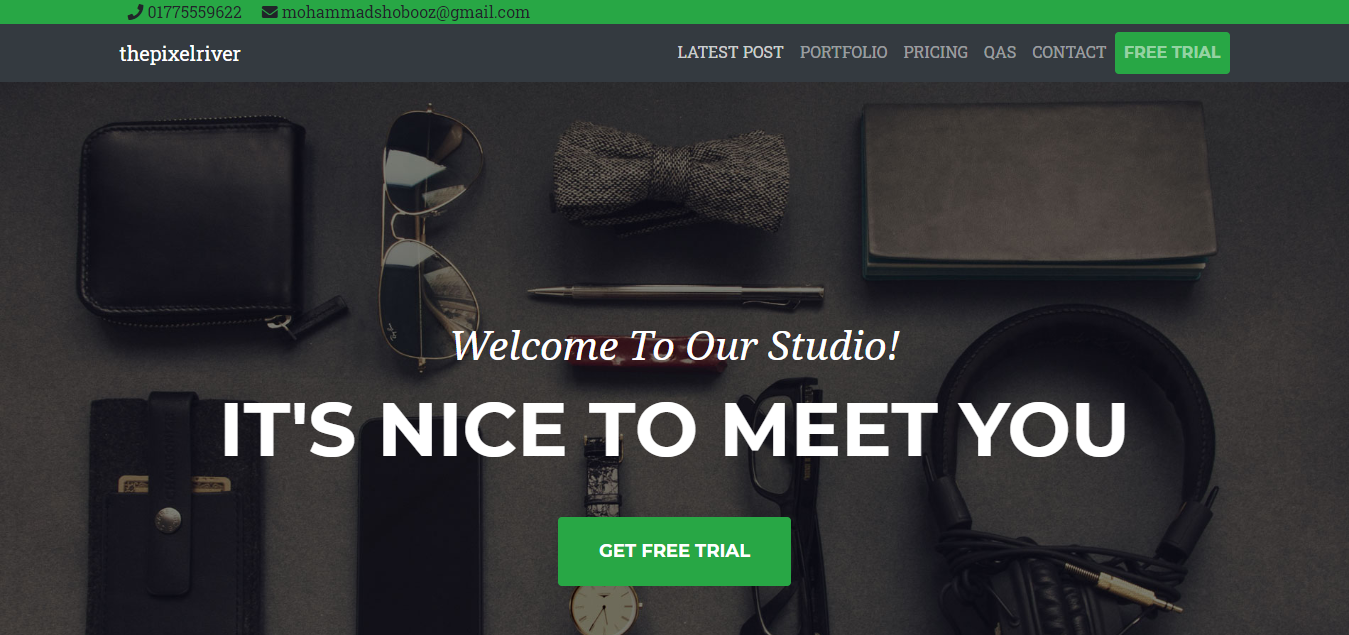 01775559622 mohammadshobooz@gmail.com
thepixelriver LATEST POST PORTFOLIO PRICING QAS CONTACT FREE TRIAL
Welcome To Our Studio!
IT'S NICE TO MEET YOU
GET FREE TRIAL